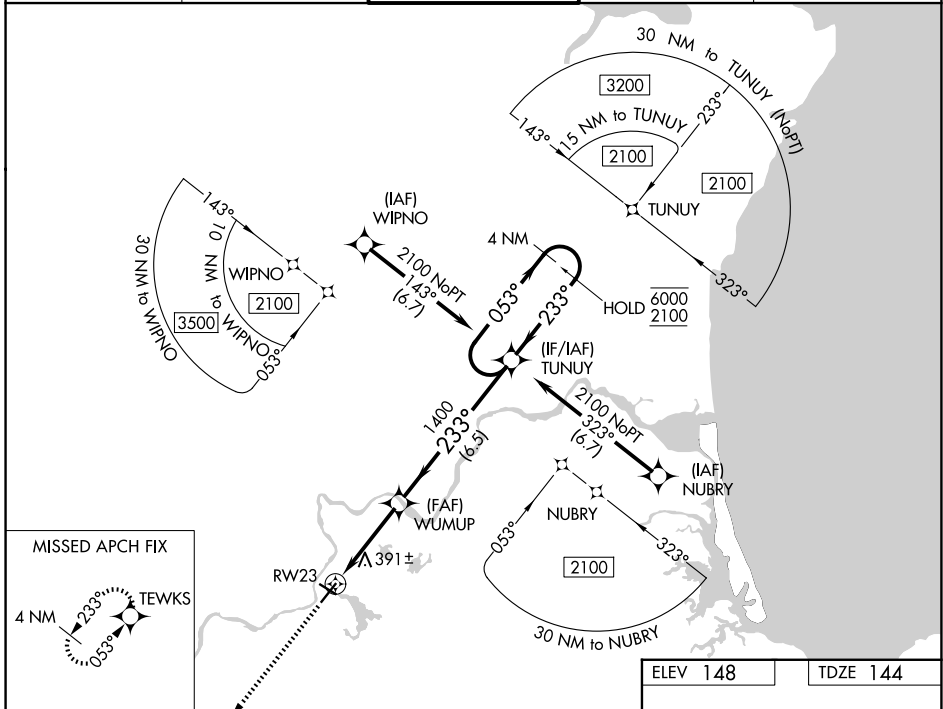 30 NM to TUNUY (NoPT)
3200
233°
143°
15 NM to TUNUY
2100
2100
TUNUY
323°
143°
(IAF)
WIPNO
10 NM to WIPNO
WIPNO
2100
30 NM to WIPNO
3500
053°
2100 NoPT
143°
(6.7)
4 NM
053°
233°
HOLD
6000
2100
(IF/IAF)
TUNUY
2100 NoPT
323°
(6.7)
(IAF)
NUBRY
1400
233°
(6.5)
(FAF)
WUMUP
NUBRY
053°
323°
2100
30 NM to NUBRY
391±
RW23
MISSED APCH FIX
TEWKS
4 NM
233°
053°
ELEV 148
TDZE 144